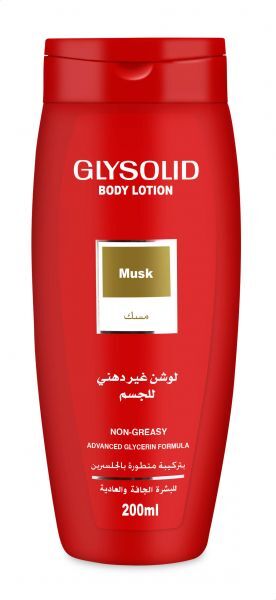 GLYSOLID
BODY LOTION
Musk
مسك
لوشن غير دهني
للجسم
NON-GREASY
ADVANCED GLYCERIN FORMULA
بتركيبة متطورة بالجلسرين
للبشرة الجافة والعادية
200ml